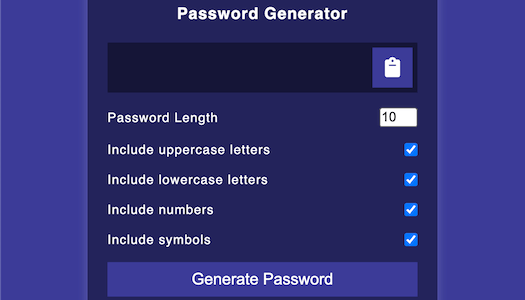 Password Generator
Password Length 10
Include uppercase letters
Include lowercase letters
Include numbers
Include symbols
Generate Password